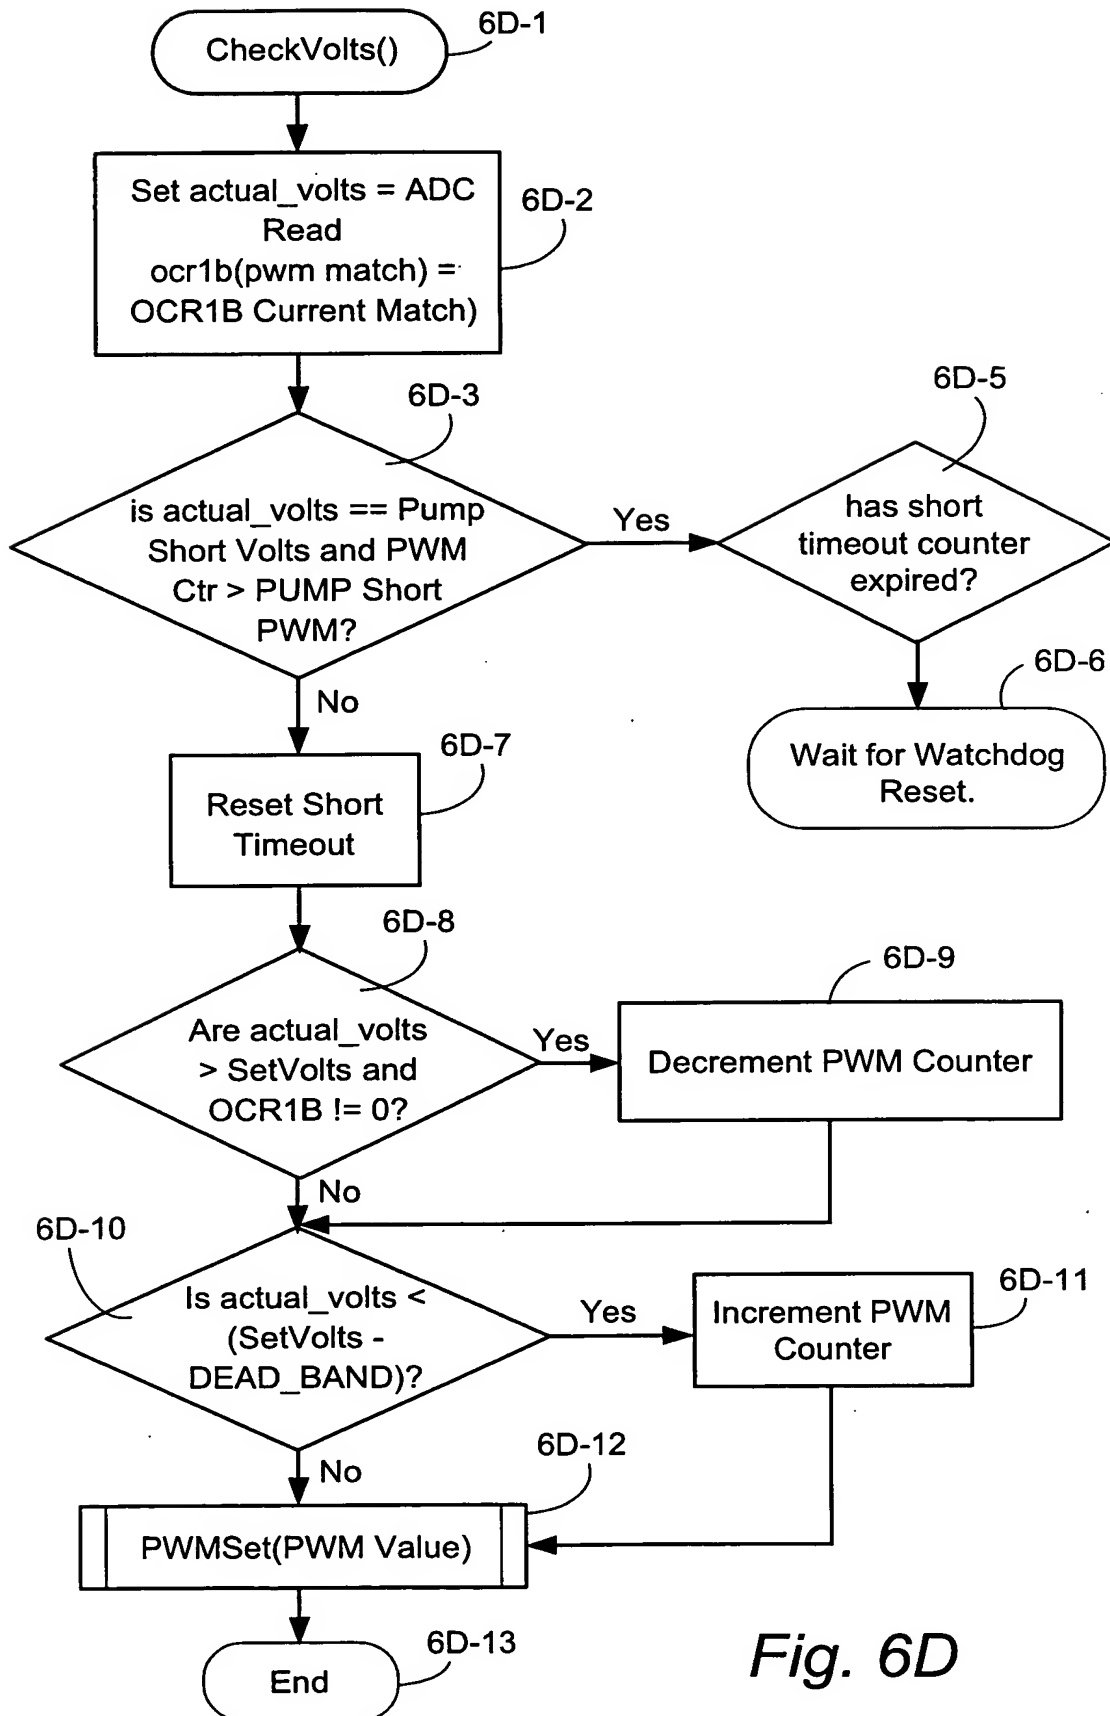 CheckVolts()
6D-1
Set actual_volts = ADC
Read
ocr1b(pwm match) =
OCR1B Current Match)
6D-2
6D-3
is actual_volts == Pump
Short Volts and PWM
Ctr > PUMP Short
PWM?
Yes
6D-5
has short
timeout counter
expired?
6D-6
Wait for Watchdog
Reset.
No
6D-7
Reset Short
Timeout
6D-8
Are actual_volts
> SetVolts and
OCR1B != 0?
Yes
6D-9
Decrement PWM Counter
No
6D-10
Is actual_volts <
(SetVolts -
DEAD_BAND)?
Yes
Increment PWM
Counter
6D-11
No
6D-12
PWMSet(PWM Value)
6D-13
End
Fig. 6D